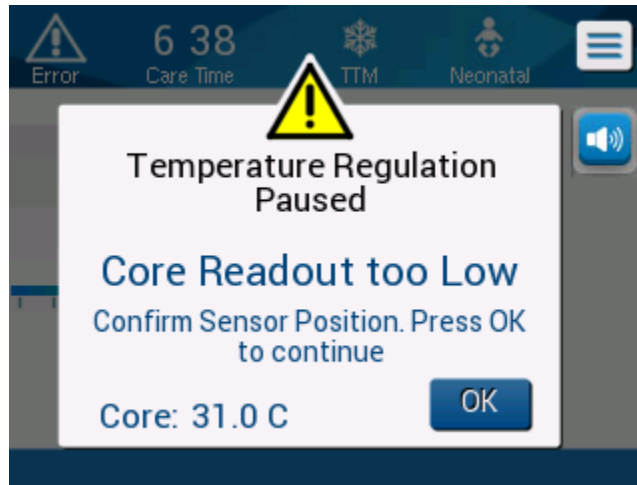 6 38
Error
Care Time
TTM
Neonatal
Temperature Regulation
Paused
Core Readout too Low
Confirm Sensor Position. Press OK
to continue
Core: 31.0 C
OK